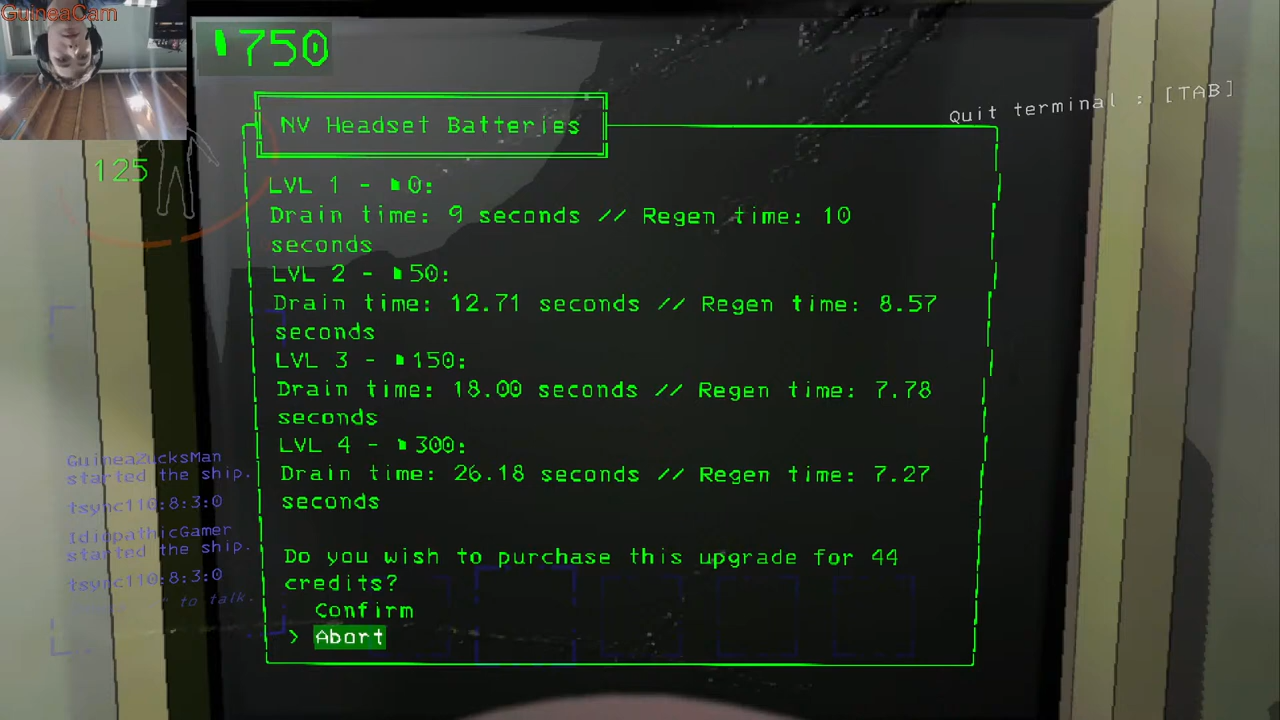 GuineaCam
750
Quit terminal : [TAB]
NV Headset Batteries
125
LVL 1 - 0:
Drain time: 9 seconds // Regen time: 10
seconds
LVL 2 - 50:
Drain time: 12.71 seconds // Regen time: 8.57
seconds
LVL 3 - 150:
Drain time: 18.00 seconds // Regen time: 7.78
seconds
LVL 4 - 300:
Drain time: 26.18 seconds // Regen time: 7.27
seconds
Do you wish to purchase this upgrade for 44
credits?
Confirm
> Abort
GuineaZucksMan
started the ship.
tsync110:8:3:0
IdiopathicGamer
started the ship.
tsync110:8:3:0
to talk.